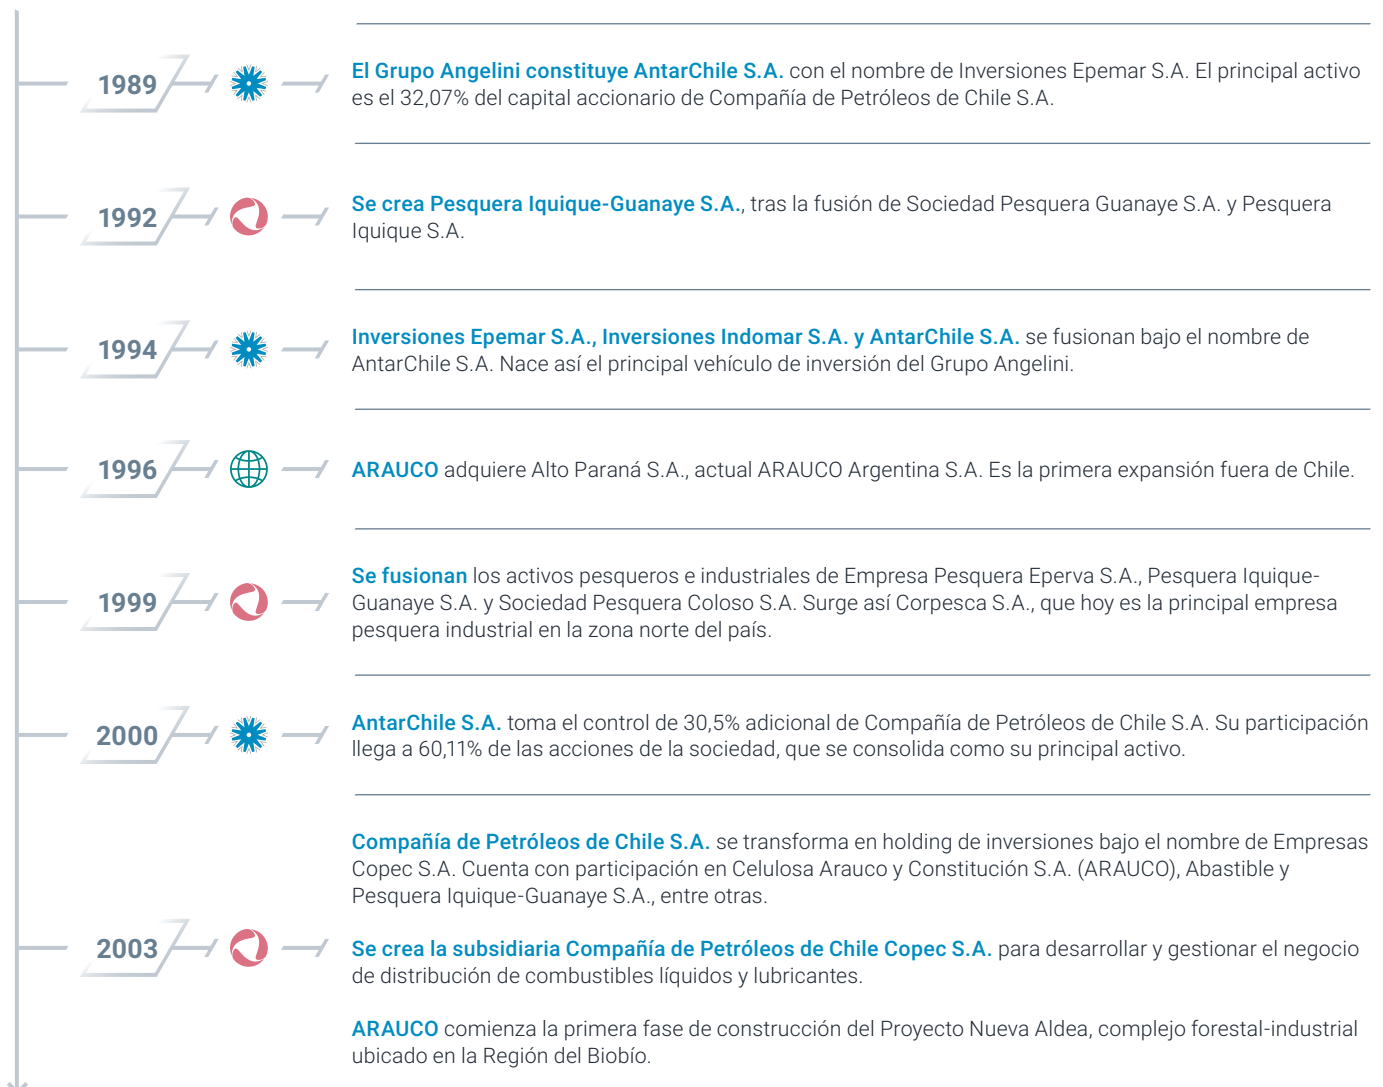 1989
El Grupo Angelini constituye AntarChile S.A. con el nombre de Inversiones Epemar S.A. El principal activo
es el 32,07% del capital accionario de Compañía de Petróleos de Chile S.A.
1992
Se crea Pesquera Iquique-Guanaye S.A., tras la fusión de Sociedad Pesquera Guanaye S.A. y Pesquera
Iquique S.A.
1994
Inversiones Epemar S.A., Inversiones Indomar S.A. y AntarChile S.A. se fusionan bajo el nombre de
AntarChile S.A. Nace así el principal vehículo de inversión del Grupo Angelini.
1996
ARAUCO adquiere Alto Paraná S.A., actual ARAUCO Argentina S.A. Es la primera expansión fuera de Chile.
1999
Se fusionan los activos pesqueros e industriales de Empresa Pesquera Eperva S.A., Pesquera Iquique-
Guanaye S.A. y Sociedad Pesquera Coloso S.A. Surge así Corpesca S.A., que hoy es la principal empresa
pesquera industrial en la zona norte del país.
2000
AntarChile S.A. toma el control de 30,5% adicional de Compañía de Petróleos de Chile S.A. Su participación
llega a 60,11% de las acciones de la sociedad, que se consolida como su principal activo.
2003
Compañía de Petróleos de Chile S.A. se transforma en holding de inversiones bajo el nombre de Empresas
Copec S.A. Cuenta con participación en Celulosa Arauco y Constitución S.A. (ARAUCO), Abastible y
Pesquera Iquique-Guanaye S.A., entre otras.
Se crea la subsidiaria Compañía de Petróleos de Chile Copec S.A. para desarrollar y gestionar el negocio
de distribución de combustibles líquidos y lubricantes.
ARAUCO comienza la primera fase de construcción del Proyecto Nueva Aldea, complejo forestal-industrial
ubicado en la Región del Biobío.